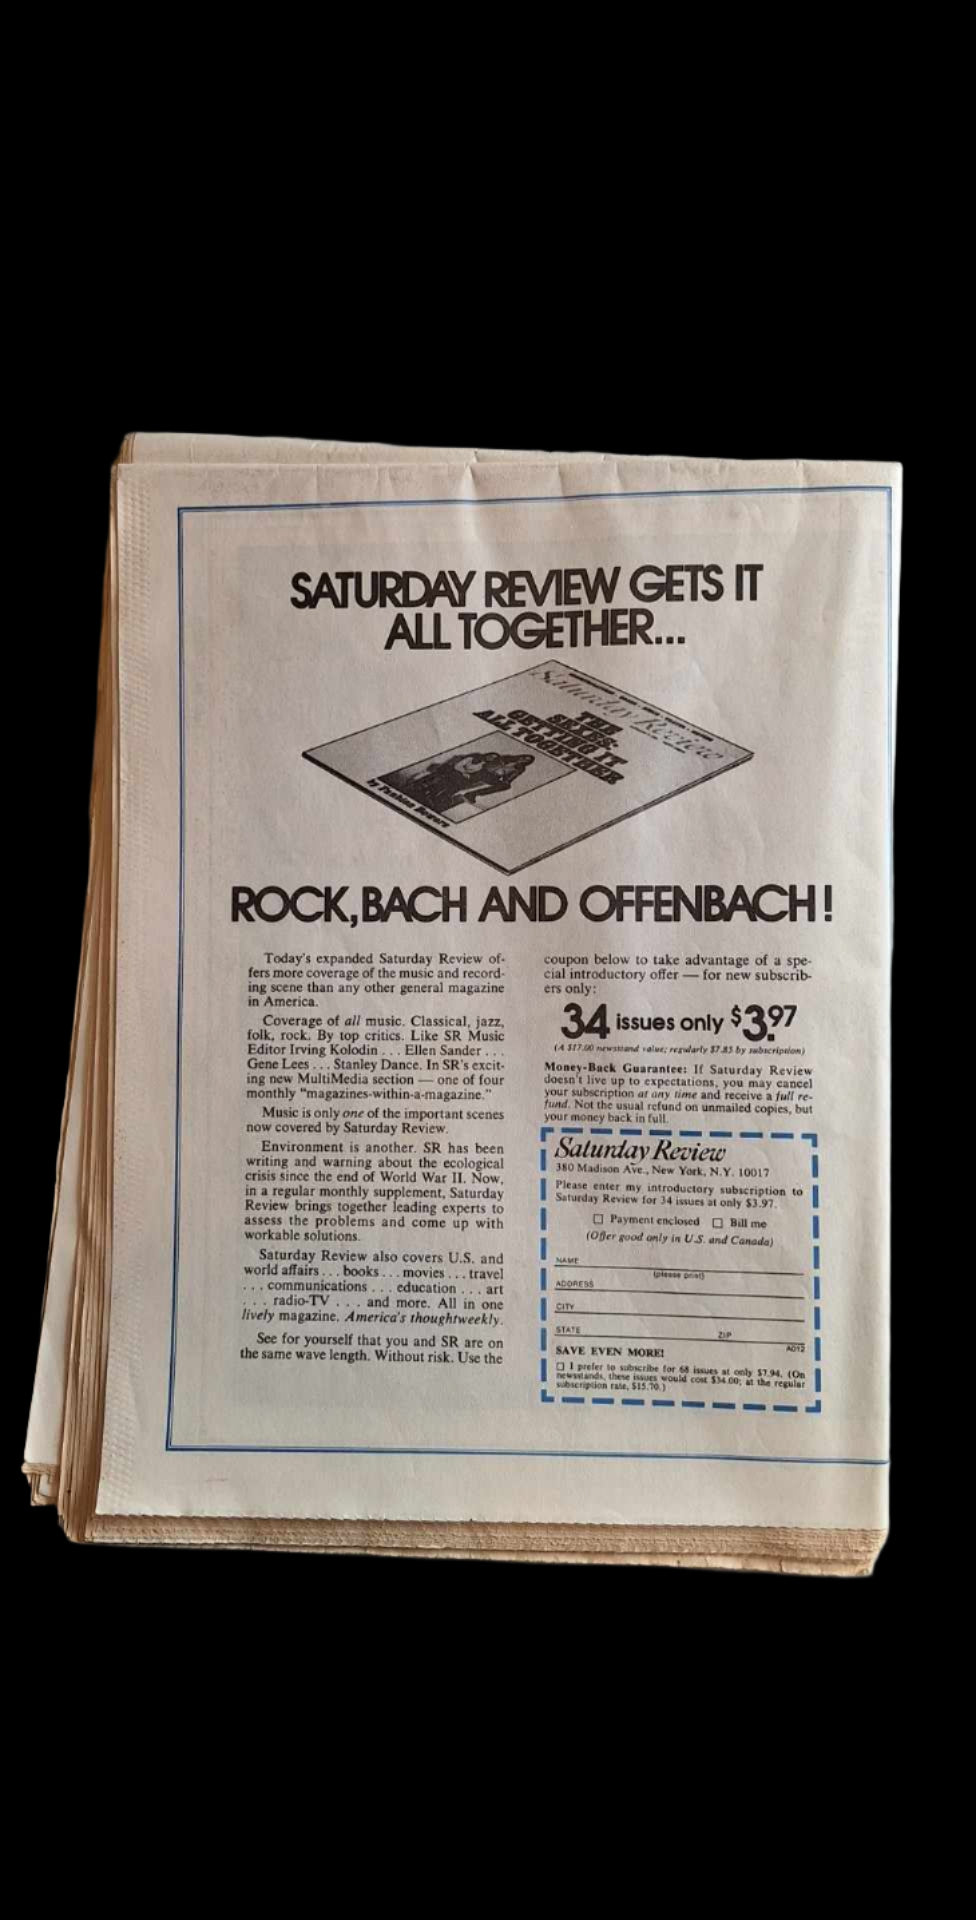 SATURDAY REVIEW GETS IT
ALL TOGETHER...
Saturday Review
THE
SEXES:
GETTING IT
ALL TOGETHER
by Faubion Bowers
ROCK, BACH AND OFFENBACH!
Today's expanded Saturday Review of-
fers more coverage of the music and record-
ing scene than any other general magazine
in America.
Coverage of all music. Classical, jazz,
folk, rock. By top critics. Like SR Music
Editor Irving Kolodin . . . Ellen Sander . . .
Gene Lees . . . Stanley Dance. In SR's excit-
ing new MultiMedia section — one of four
monthly "magazines-within-a-magazine."
Music is only one of the important scenes
now covered by Saturday Review.
Environment is another. SR has been
writing and warning about the ecological
crisis since the end of World War II. Now,
in a regular monthly supplement, Saturday
Review brings together leading experts to
assess the problems and come up with
workable solutions.
Saturday Review also covers U.S. and
world affairs . . . books . . . movies . . . travel
. . . communications . . . education . . . art
. . . radio-TV . . . and more. All in one
lively magazine. America's thoughtweekly.
See for yourself that you and SR are on
the same wave length. Without risk. Use the
coupon below to take advantage of a spe-
cial introductory offer — for new subscrib-
ers only:
34 issues only $3.97
(A $17.00 newsstand value; regularly $7.85 by subscription)
Money-Back Guarantee: If Saturday Review
doesn't live up to expectations, you may cancel
your subscription at any time and receive a full re-
fund. Not the usual refund on unmailed copies, but
your money back in full.
Saturday Review
380 Madison Ave., New York, N.Y. 10017
Please enter my introductory subscription to
Saturday Review for 34 issues at only $3.97.
☐ Payment enclosed ☐ Bill me
(Offer good only in U.S. and Canada)
NAME
(please print)
ADDRESS
CITY
STATE ZIP
A012
SAVE EVEN MORE!
☐ I prefer to subscribe for 68 issues at only $7.94. (On
newsstands, these issues would cost $34.00; at the regular
subscription rate, $15.70.)